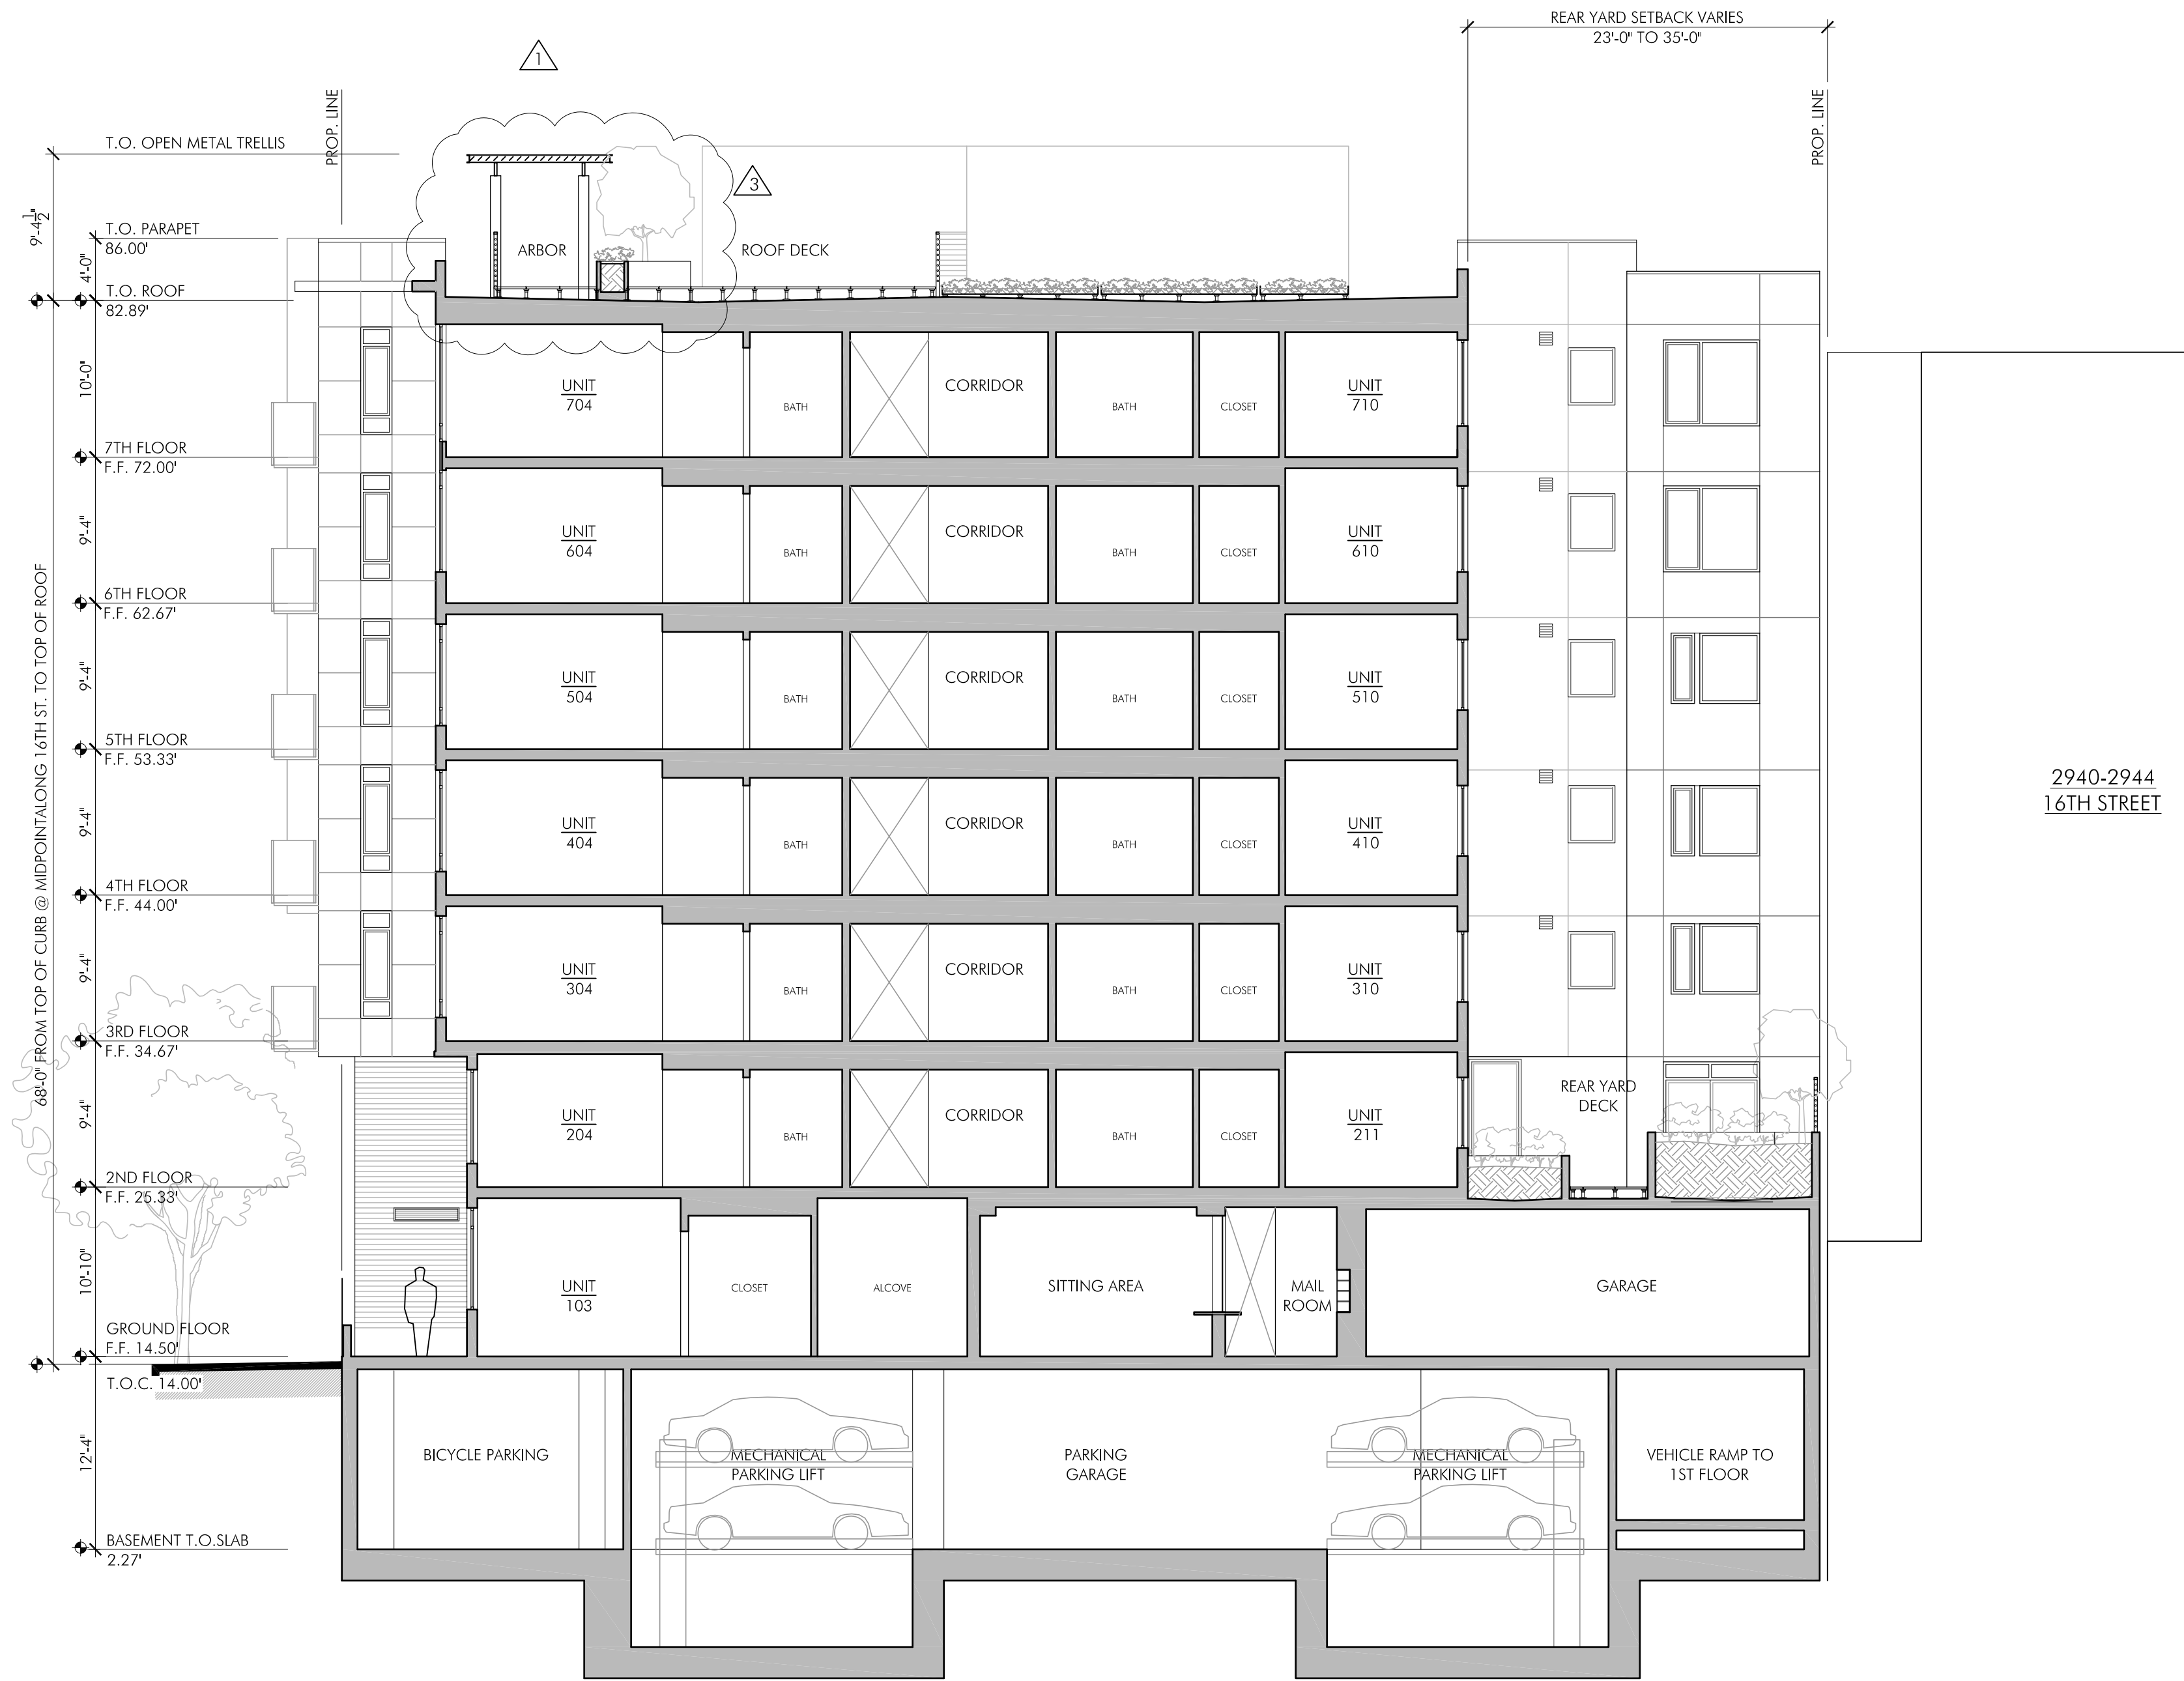 REAR YARD SETBACK VARIES
23'-0" TO 35'-0"
1
PROP. LINE
PROP. LINE
T.O. OPEN METAL TRELLIS
3
9'-4 1/2"
T.O. PARAPET
86.00'
4'-0"
ARBOR
ROOF DECK
T.O. ROOF
82.89'
10'-0"
UNIT
704
BATH
CORRIDOR
BATH
CLOSET
UNIT
710
7TH FLOOR
F.F. 72.00'
9'-4"
UNIT
604
BATH
CORRIDOR
BATH
CLOSET
UNIT
610
6TH FLOOR
F.F. 62.67'
68'-0" FROM TOP OF CURB @ MIDPOINTALONG 16TH ST. TO TOP OF ROOF
9'-4"
UNIT
504
BATH
CORRIDOR
BATH
CLOSET
UNIT
510
5TH FLOOR
F.F. 53.33'
2940-2944
16TH STREET
9'-4"
UNIT
404
BATH
CORRIDOR
BATH
CLOSET
UNIT
410
4TH FLOOR
F.F. 44.00'
9'-4"
UNIT
304
BATH
CORRIDOR
BATH
CLOSET
UNIT
310
3RD FLOOR
F.F. 34.67'
9'-4"
UNIT
204
BATH
CORRIDOR
BATH
CLOSET
UNIT
211
REAR YARD
DECK
2ND FLOOR
F.F. 25.33'
10'-10"
UNIT
103
CLOSET
ALCOVE
SITTING AREA
MAIL
ROOM
GARAGE
GROUND FLOOR
F.F. 14.50'
T.O.C. 14.00'
12'-4"
BICYCLE PARKING
MECHANICAL
PARKING LIFT
PARKING
GARAGE
MECHANICAL
PARKING LIFT
VEHICLE RAMP TO
1ST FLOOR
BASEMENT T.O.SLAB
2.27'